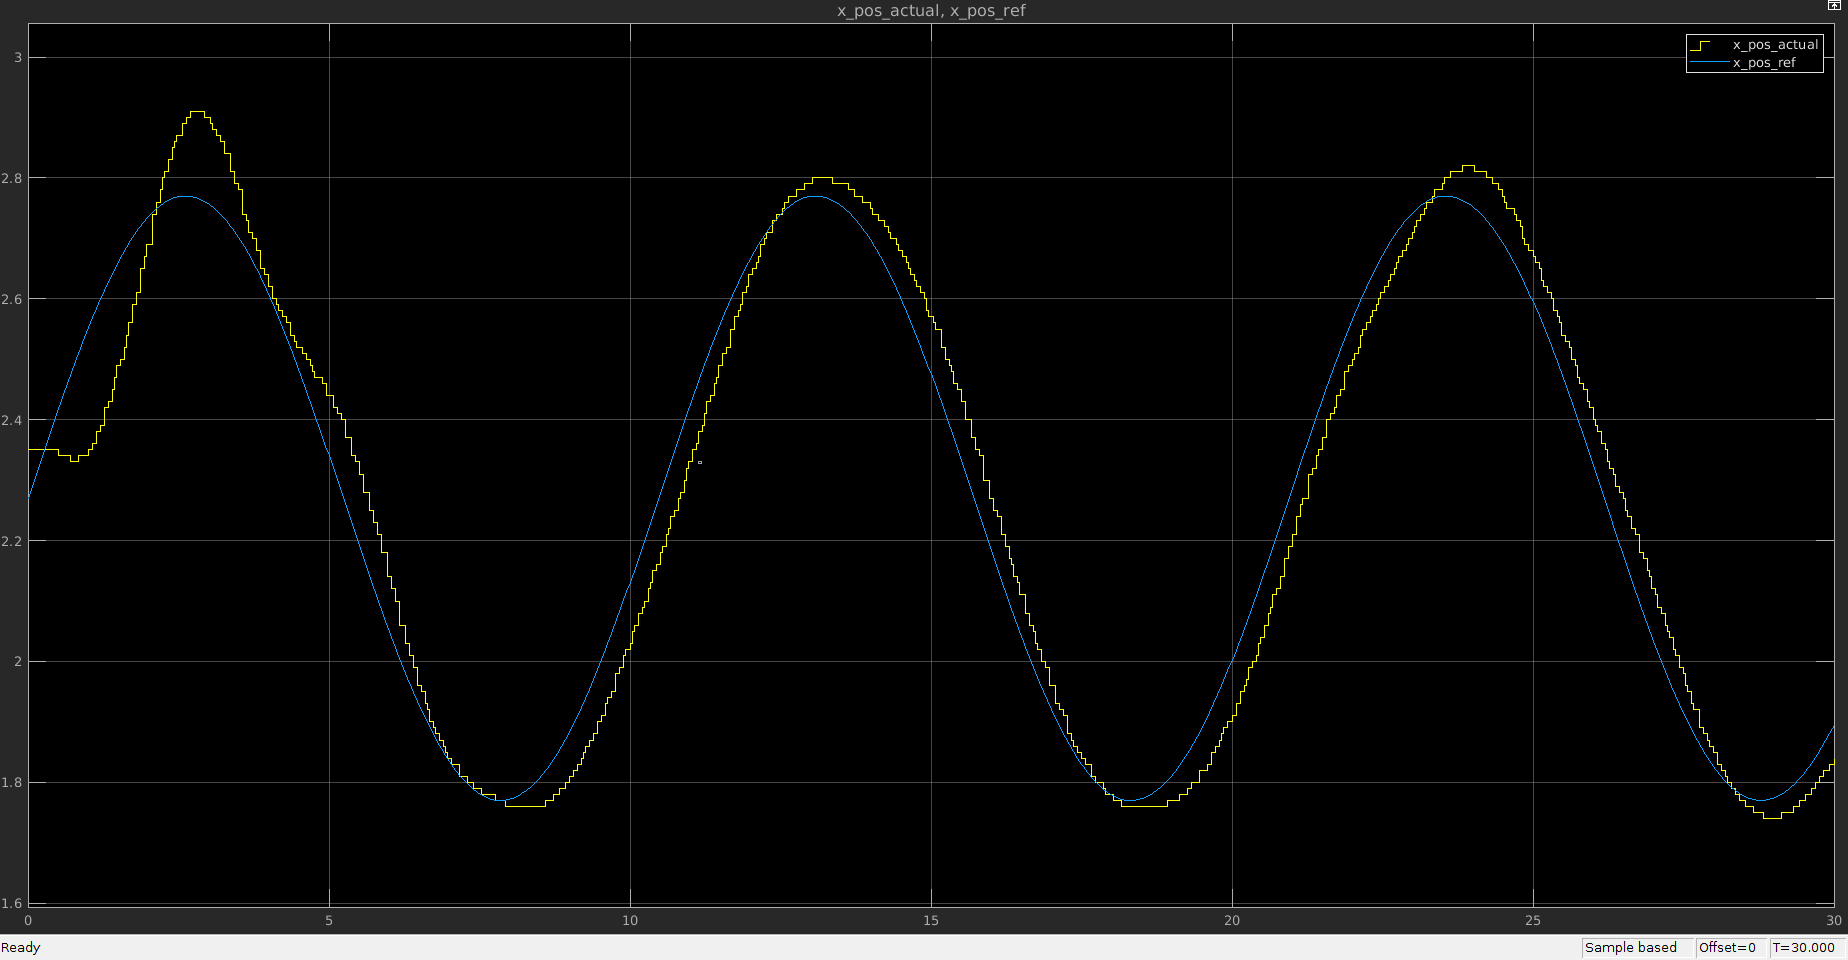 x_pos_actual, x_pos_ref
x_pos_actual
x_pos_ref
3
2.8
2.6
2.4
2.2
2
1.8
1.6
0 5 10 15 20 25 30
Ready Sample based Offset=0 T=30.000